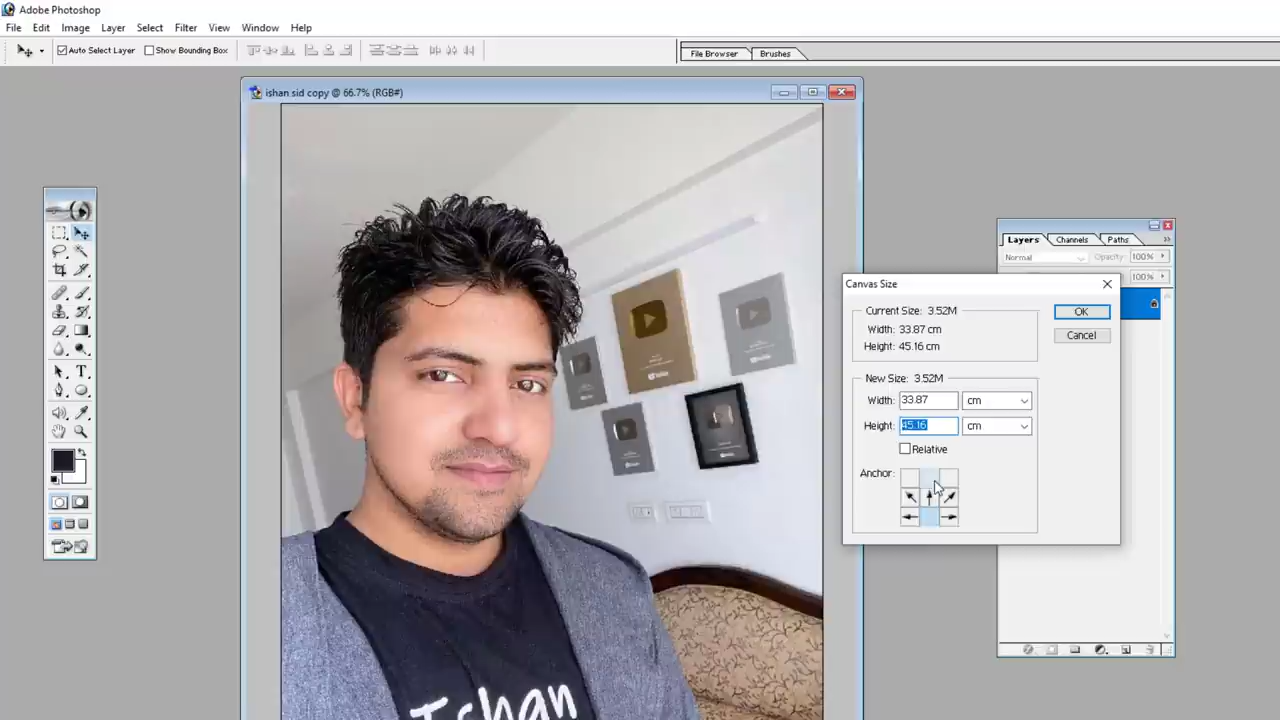 Adobe Photoshop
File Edit Image Layer Select Filter View Window Help
Auto Select Layer Show Bounding Box File Browser Brushes
ishan sid copy @ 66.7% (RGB#)
Layers Channels Paths
Normal Opacity: 100%
100%
Canvas Size
Current Size: 3.52M
Width: 33.87 cm
Height: 45.16 cm
OK
Cancel
New Size: 3.52M
Width: 33.87 cm
Height: 45.16 cm
Relative
Anchor:
T
YouTube
Ishan